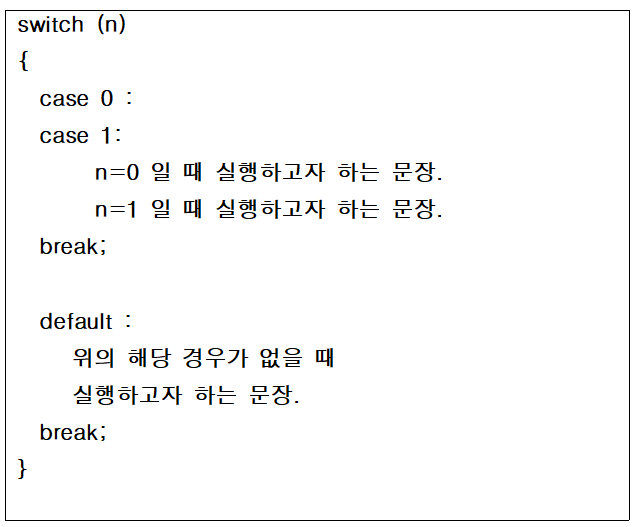 switch (n)
{
case 0 :
case 1:
n=0 일 때 실행하고자 하는 문장.
n=1 일 때 실행하고자 하는 문장.
break;
default :
위의 해당 경우가 없을 때
실행하고자 하는 문장.
break;
}